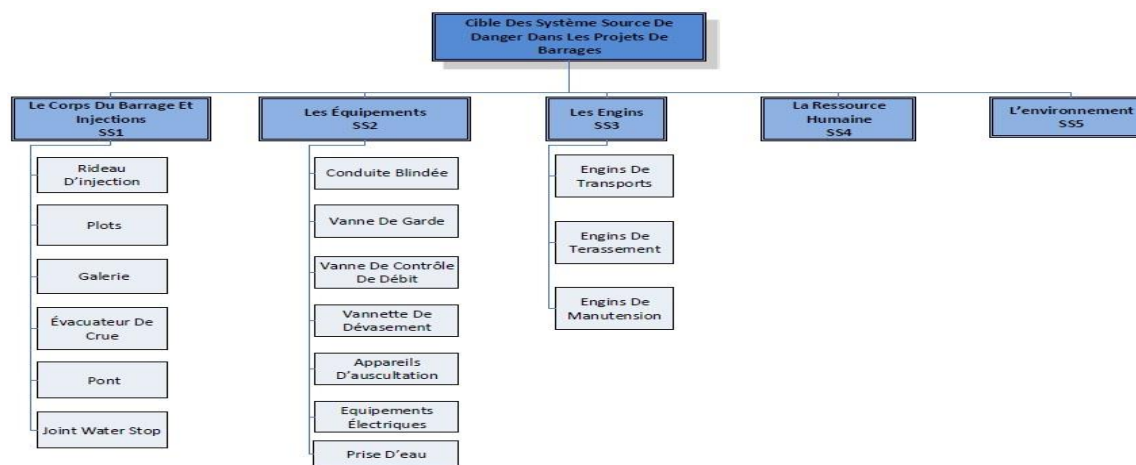 Cible Des Système Source De
Danger Dans Les Projets De
Barrages
Le Corps Du Barrage Et
Injections
SS1
Rideau
D'injection
Plots
Galerie
Évacuateur De
Crue
Pont
Joint Water Stop
Les Équipements
SS2
Conduite Blindée
Vanne De Garde
Vanne De Contrôle
De Débit
Vannette De
Dévasement
Appareils
D'auscultation
Equipements
Électriques
Prise D'eau
Les Engins
SS3
Engins De
Transports
Engins De
Terassement
Engins De
Manutension
La Ressource
Humaine
SS4
L'environnement
SS5